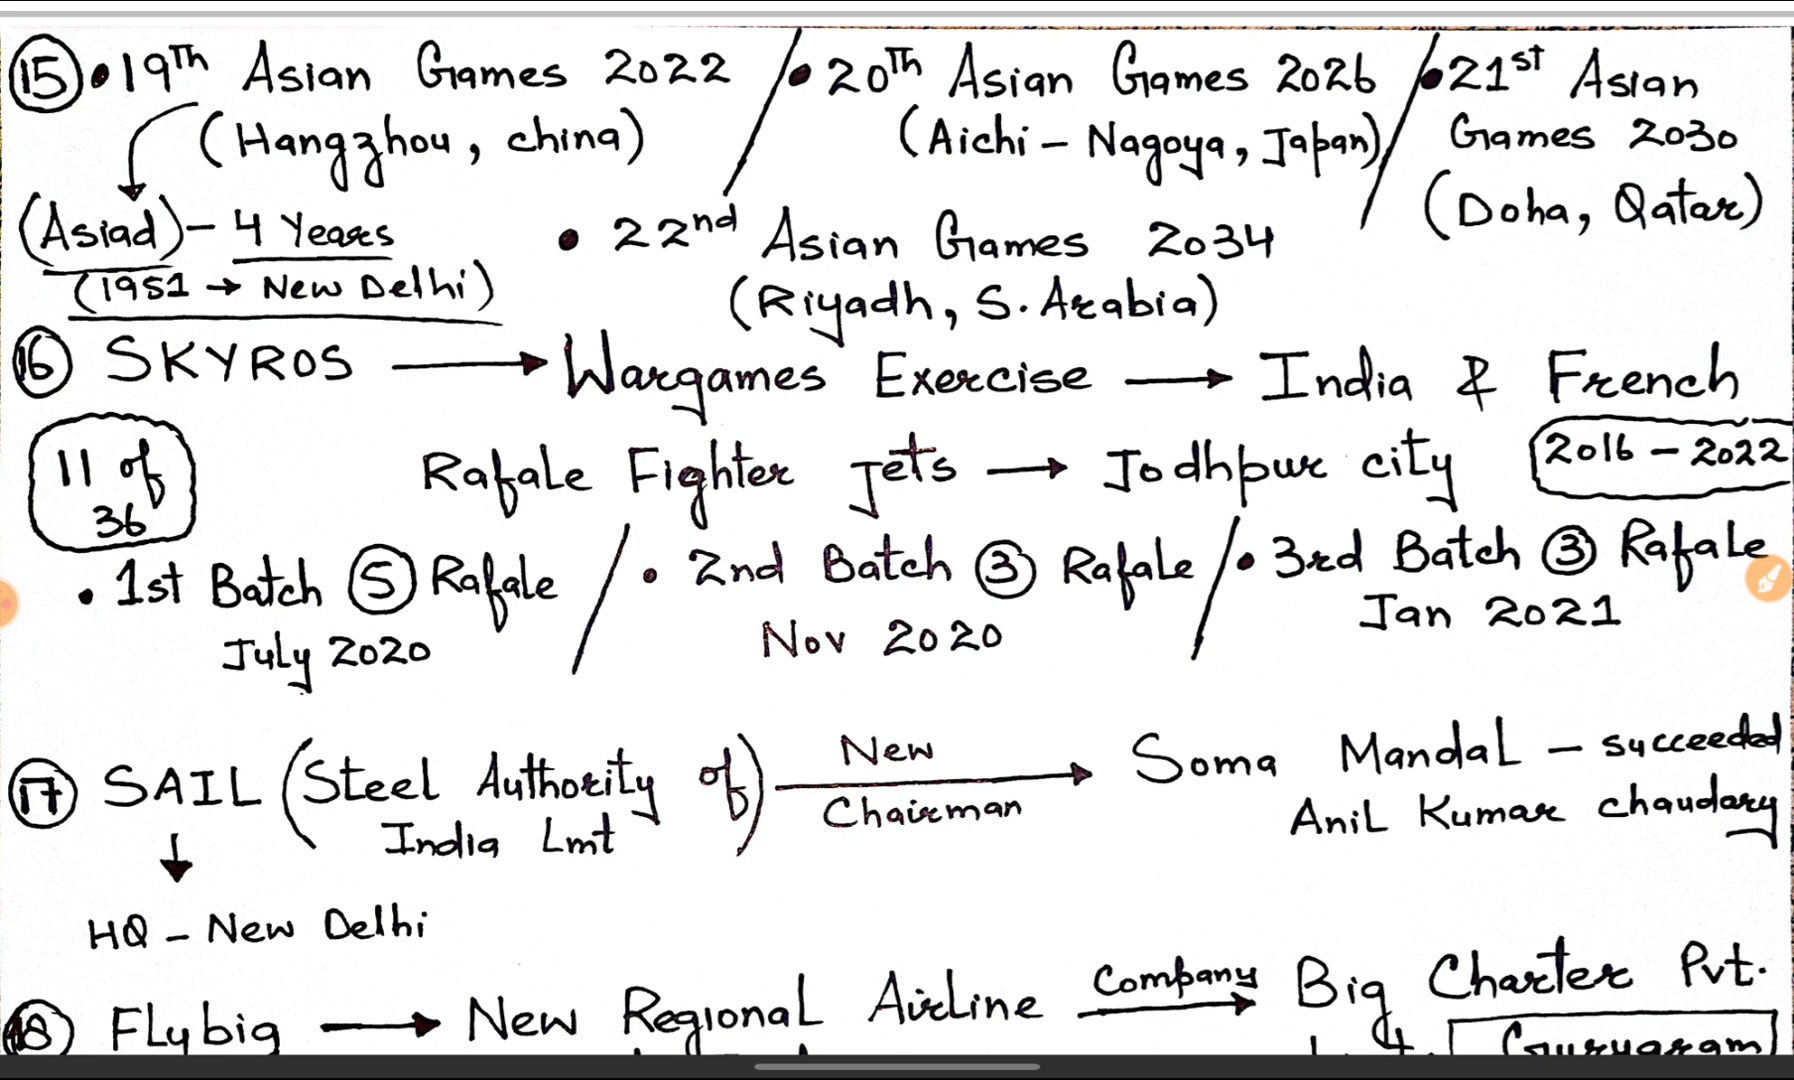 15 • 19Th Asian Games 2022 / • 20Th Asian Games 2026 / • 21st Asian
(Hangzhou, china) (Aichi - Nagoya, Japan) Games 2030
(Asiad) - 4 Years (Doha, Qatar)
(1951 → New Delhi) • 22nd Asian Games 2034
(Riyadh, S. Arabia)
16 SKYROS → Wargames Exercise → India & French
11 of 36
Rafale Fighter Jets → Jodhpur city 2016 - 2022
• 1st Batch 5 Rafale / • 2nd Batch 3 Rafale / • 3rd Batch 3 Rafale
July 2020 Nov 2020 Jan 2021
17 SAIL (Steel Authority of) New Chairman → Soma Mandal - succeeded
India Lmt Anil Kumar chaudary
↓
HQ - New Delhi
18 Flybig → New Regional Airline Company → Big Charter Pvt.
Gurugram